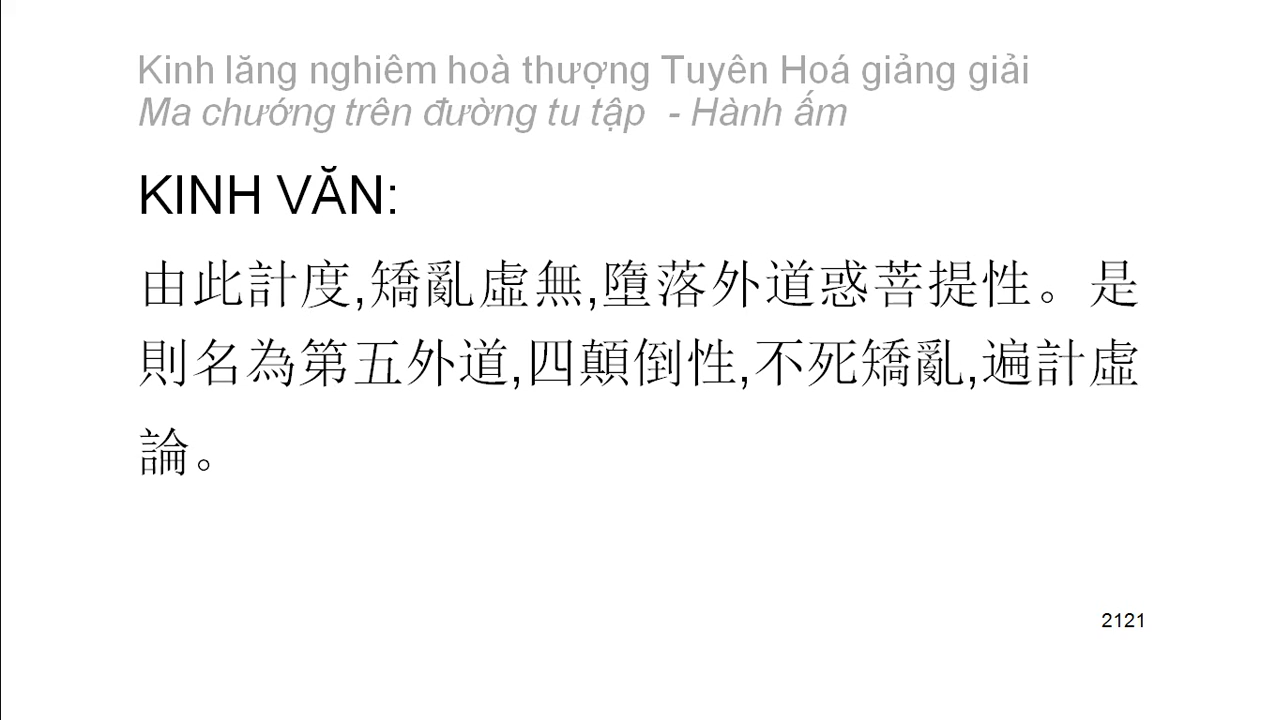 Kinh lăng nghiêm hoà thượng Tuyên Hoá giảng giải
Ma chướng trên đường tu tập - Hành ấm
KINH VĂN:
由此計度,矯亂虛無,墮落外道惑菩提性。是
則名為第五外道,四顛倒性,不死矯亂,遍計虛
論。
2121